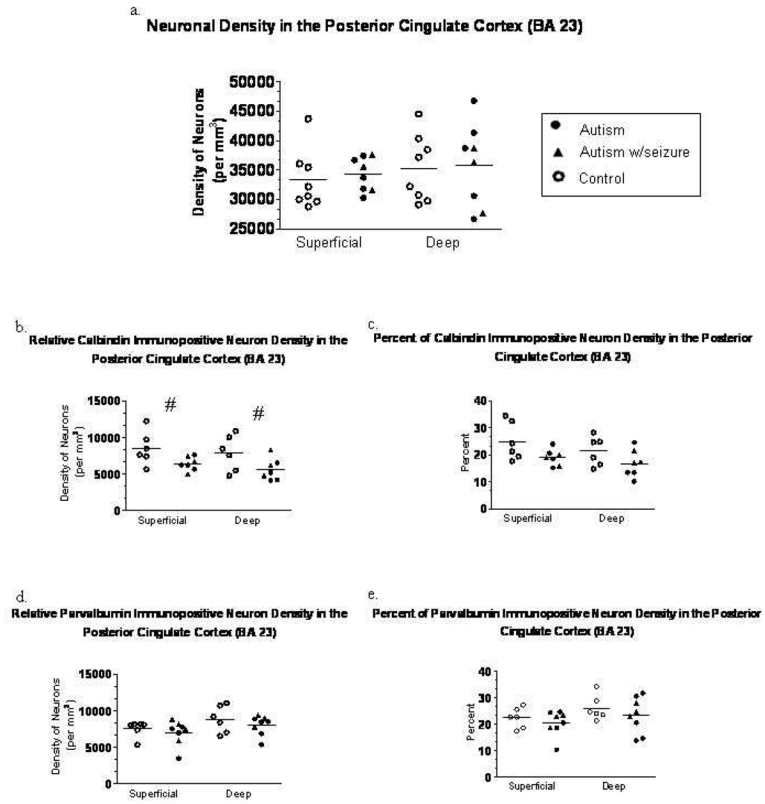 a.
Neuronal Density in the Posterior Cingulate Cortex (BA 23)
Density of Neurons
(per mm³)
50000
45000
40000
35000
30000
25000
Superficial
Deep
Autism
Autism w/seizure
Control
b.
Relative Calbindin Immunopositive Neuron Density in the
Posterior Cingulate Cortex (BA 23)
Density of Neurons
(per mm³)
15000
10000
5000
0
#
#
Superficial
Deep
c.
Percent of Calbindin Immunopositive Neuron Density in the Posterior
Cingulate Cortex (BA 23)
Percent
40
30
20
10
0
Superficial
Deep
d.
Relative Parvalbumin Immunopositive Neuron Density in the
Posterior Cingulate Cortex (BA 23)
Density of Neurons
(per mm³)
15000
10000
5000
0
Superficial
Deep
e.
Percent of Parvalbumin Immunopositive Neuron Density in the Posterior
Cingulate Cortex (BA 23)
Percent
40
30
20
10
0
Superficial
Deep